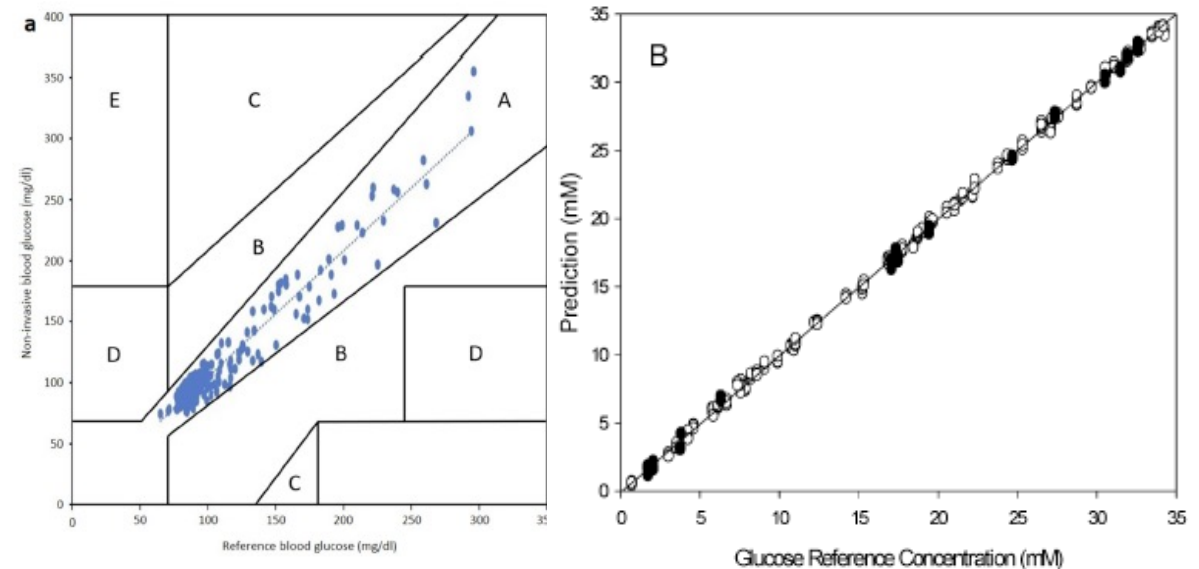 a
400
350
300
250
200
150
100
50
0
Non-invasive blood glucose (mg/dl)
E
C
A
B
D
B
D
C
0
50
100
150
200
250
300
35
Reference blood glucose (mg/dl)
B
35
30
25
20
15
10
5
0
Prediction (mM)
0
5
10
15
20
25
30
35
Glucose Reference Concentration (mM)